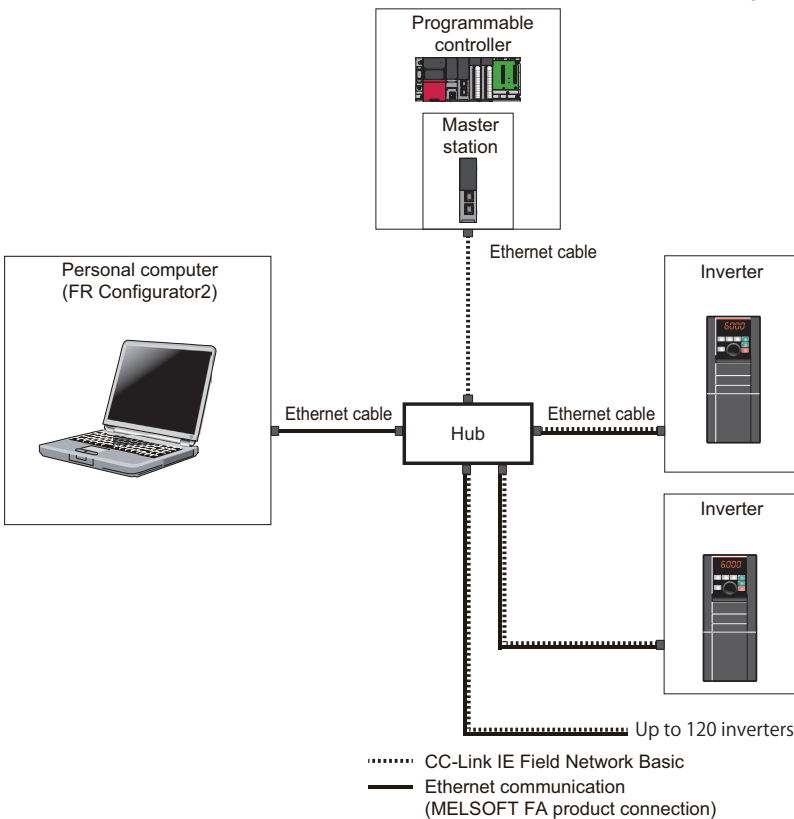 Programmable
controller
Master
station
Ethernet cable
Personal computer
(FR Configurator2)
Inverter
6000
Ethernet cable
Hub
Ethernet cable
Inverter
6000
Up to 120 inverters
CC-Link IE Field Network Basic
Ethernet communication
(MELSOFT FA product connection)